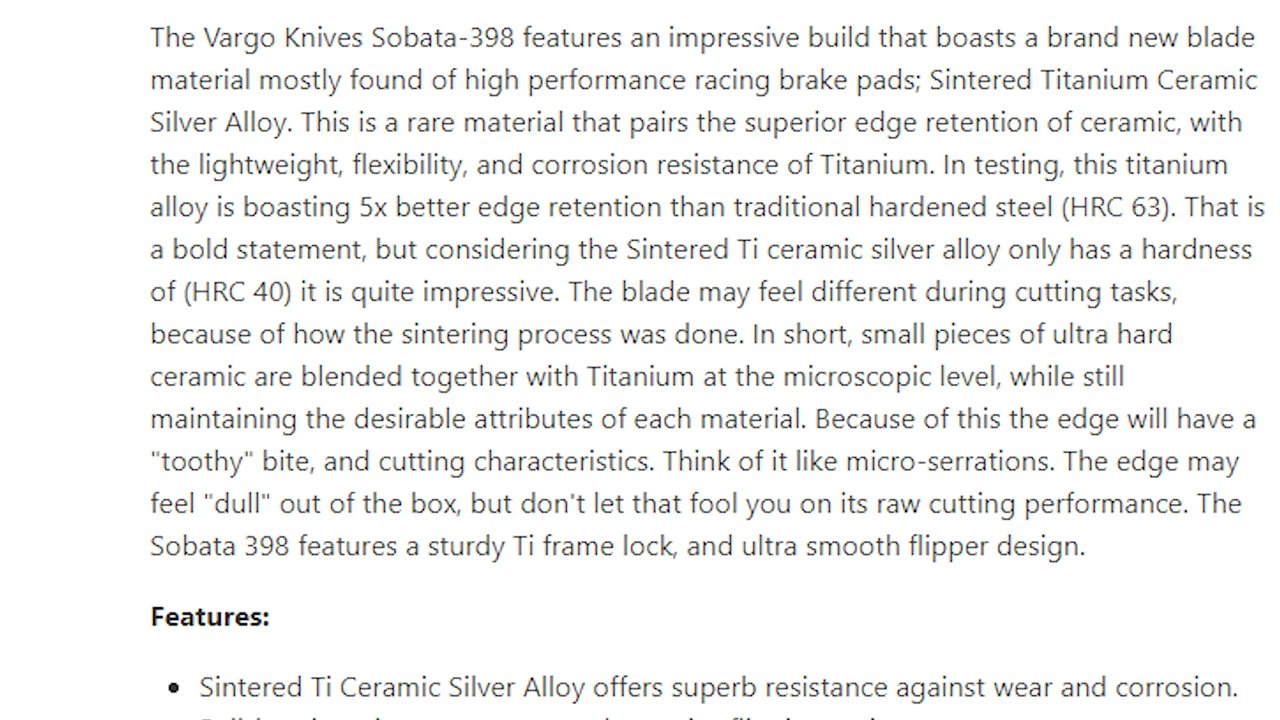 The Vargo Knives Sobata-398 features an impressive build that boasts a brand new blade
material mostly found of high performance racing brake pads; Sintered Titanium Ceramic
Silver Alloy. This is a rare material that pairs the superior edge retention of ceramic, with
the lightweight, flexibility, and corrosion resistance of Titanium. In testing, this titanium
alloy is boasting 5x better edge retention than traditional hardened steel (HRC 63). That is
a bold statement, but considering the Sintered Ti ceramic silver alloy only has a hardness
of (HRC 40) it is quite impressive. The blade may feel different during cutting tasks,
because of how the sintering process was done. In short, small pieces of ultra hard
ceramic are blended together with Titanium at the microscopic level, while still
maintaining the desirable attributes of each material. Because of this the edge will have a
"toothy" bite, and cutting characteristics. Think of it like micro-serrations. The edge may
feel "dull" out of the box, but don't let that fool you on its raw cutting performance. The
Sobata 398 features a sturdy Ti frame lock, and ultra smooth flipper design.
Features:
• Sintered Ti Ceramic Silver Alloy offers superb resistance against wear and corrosion.